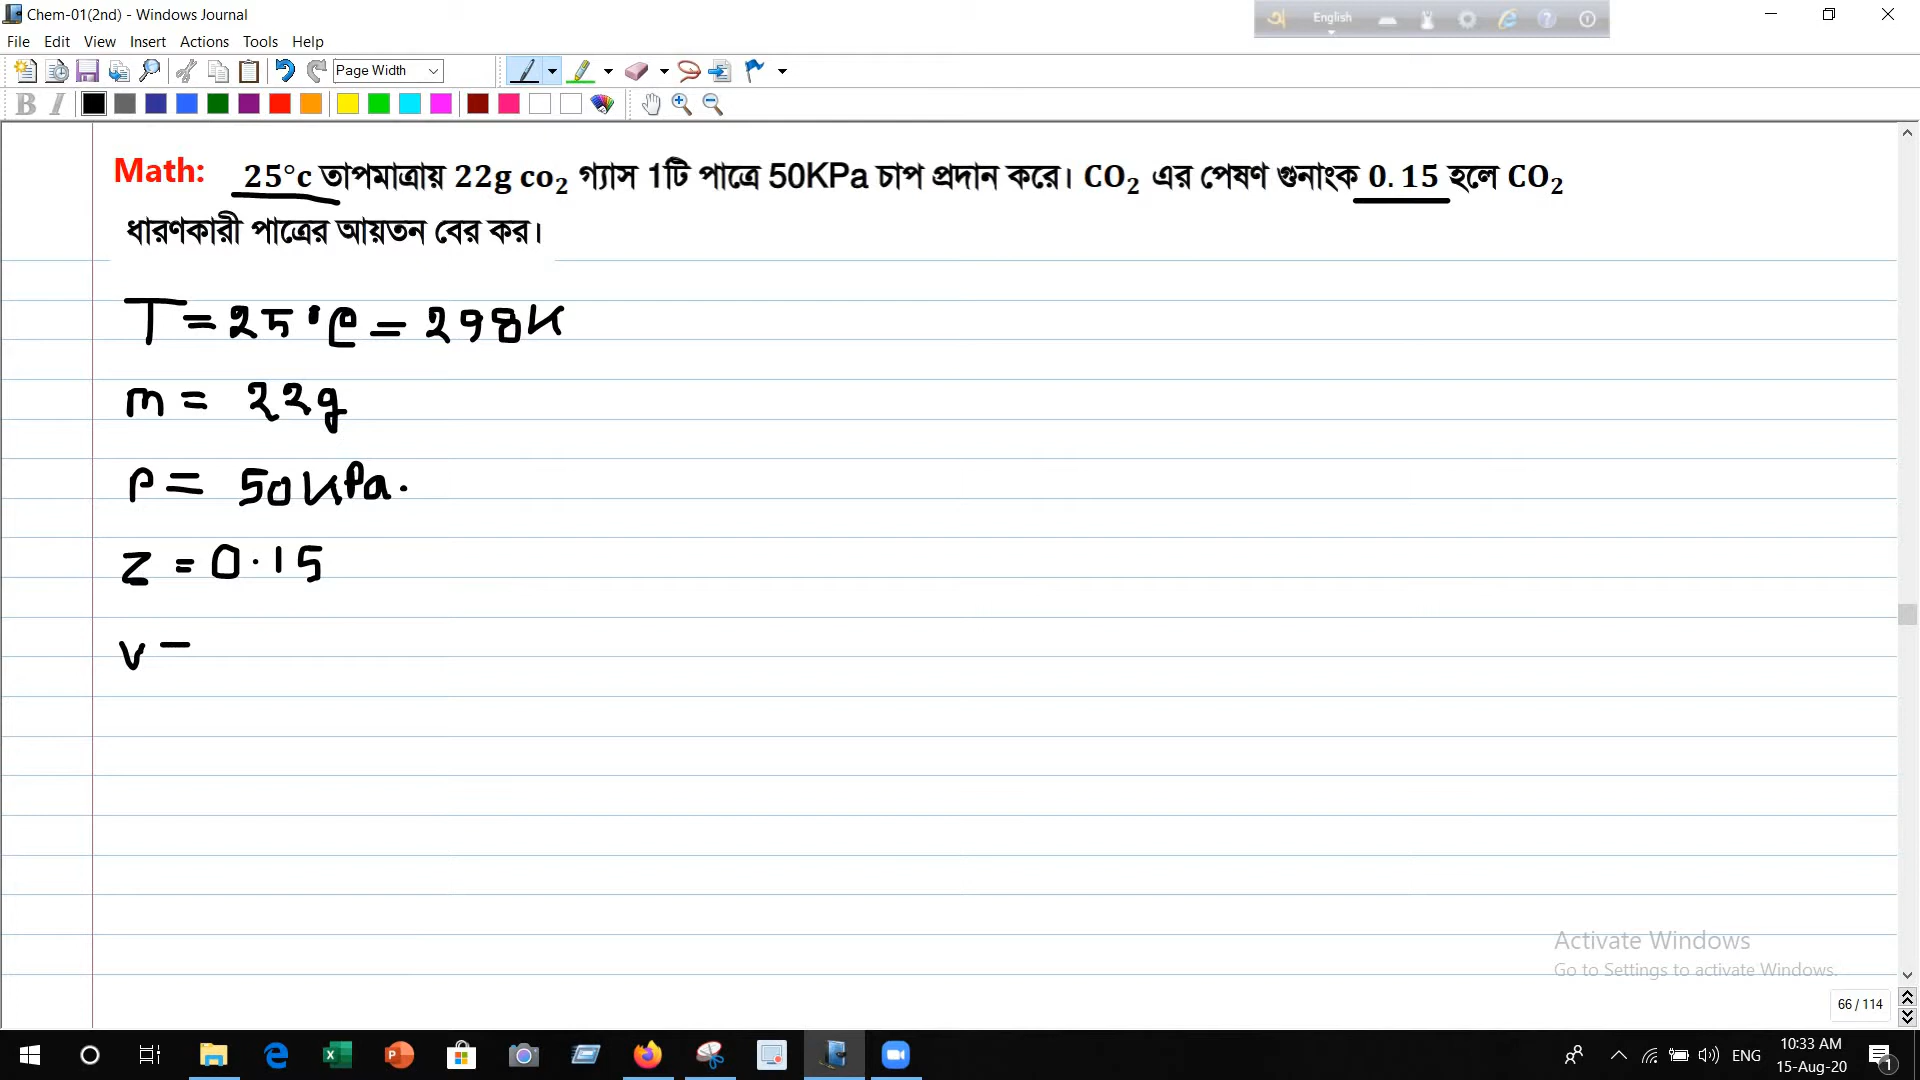 Chem-01(2nd) - Windows Journal
English
File Edit View Insert Actions Tools Help
Page Width
B I
Math: 25°c তাপমাত্রায় 22g co₂ গ্যাস 1টি পাত্রে 50KPa চাপ প্রদান করে। CO₂ এর পেষণ গুনাংক 0.15 হলে CO₂
ধারণকারী পাত্রের আয়তন বের কর।
T = 25°C = 298K
m = 22g
P = 50KPa.
Z = 0.15
V =
Activate Windows
Go to Settings to activate Windows.
66 / 114
ENG
10:33 AM
15-Aug-20
1